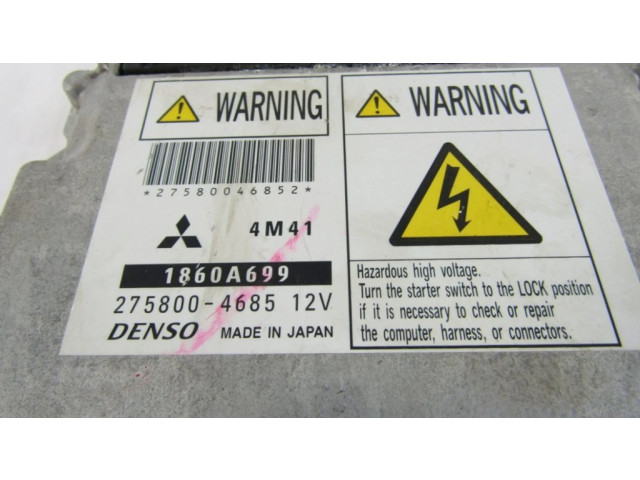 WARNING
*27580046852*
4M41
1860A699
275800-4685 12V
DENSO MADE IN JAPAN
WARNING
Hazardous high voltage.
Turn the starter switch to the LOCK position
if it is necessary to check or repair
the computer, harness, or connectors.